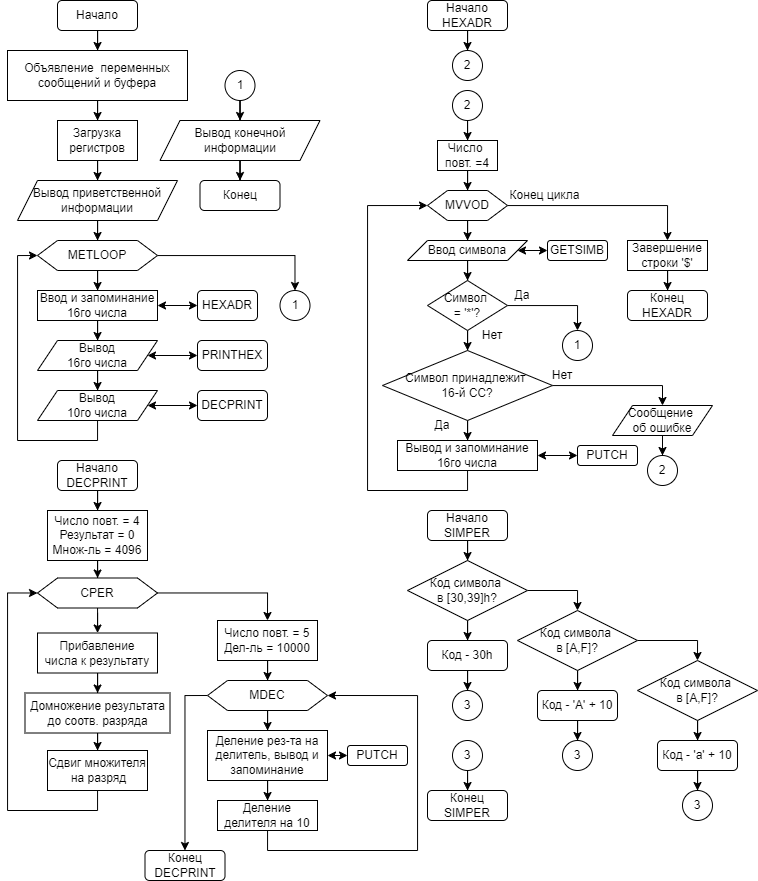 Начало
Объявление переменных
сообщений и буфера
Загрузка
регистров
Вывод приветственной
информации
METLOOP
Ввод и запоминание
16го числа
HEXADR
Вывод
16го числа
PRINTHEX
Вывод
10го числа
DECPRINT
1
1
Вывод конечной
информации
Конец
Начало
HEXADR
2
2
Число
повт. =4
MVVOD
Конец цикла
Ввод символа
GETSIMB
Завершение
строки '$'
Конец
HEXADR
Символ
= '*'?
Да
1
Нет
Символ принадлежит
16-й СС?
Нет
Сообщение
об ошибке
2
Да
Вывод и запоминание
16го числа
PUTCH
Начало
DECPRINT
Число повт. = 4
Результат = 0
Множ-ль = 4096
CPER
Прибавление
числа к результату
Домножение результата
до соотв. разряда
Сдвиг множителя
на разряд
Число повт. = 5
Дел-ль = 10000
MDEC
Деление рез-та на
делитель, вывод и
запоминание
PUTCH
Деление
делителя на 10
Конец
DECPRINT
Начало
SIMPER
Код символа
в [30,39]h?
Код - 30h
3
Код символа
в [A,F]?
Код - 'A' + 10
3
Код символа
в [A,F]?
Код - 'a' + 10
3
3
Конец
SIMPER